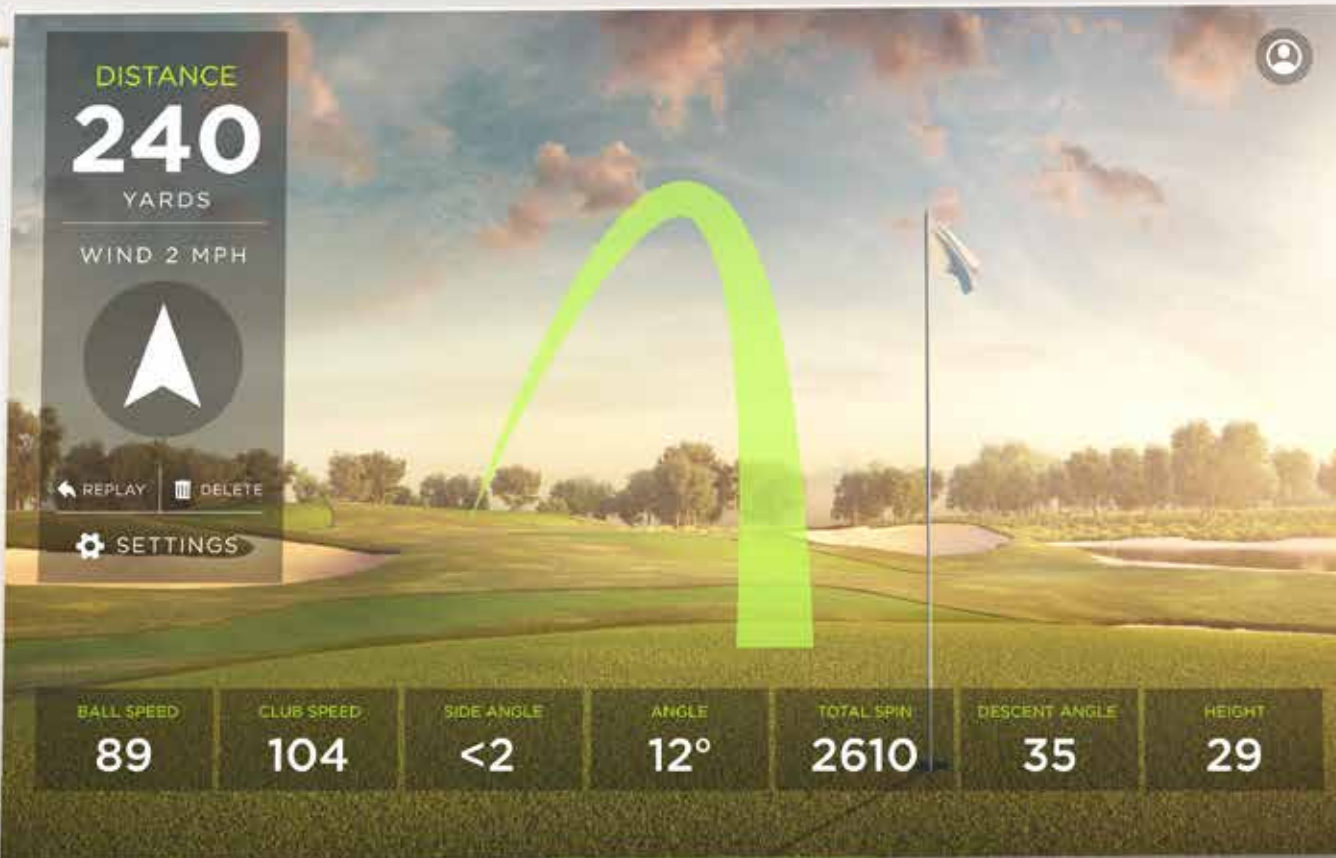 DISTANCE
240
YARDS
WIND 2 MPH
REPLAY DELETE
SETTINGS
BALL SPEED CLUB SPEED SIDE ANGLE ANGLE TOTAL SPIN DESCENT ANGLE HEIGHT
89 104 <2 12° 2610 35 29